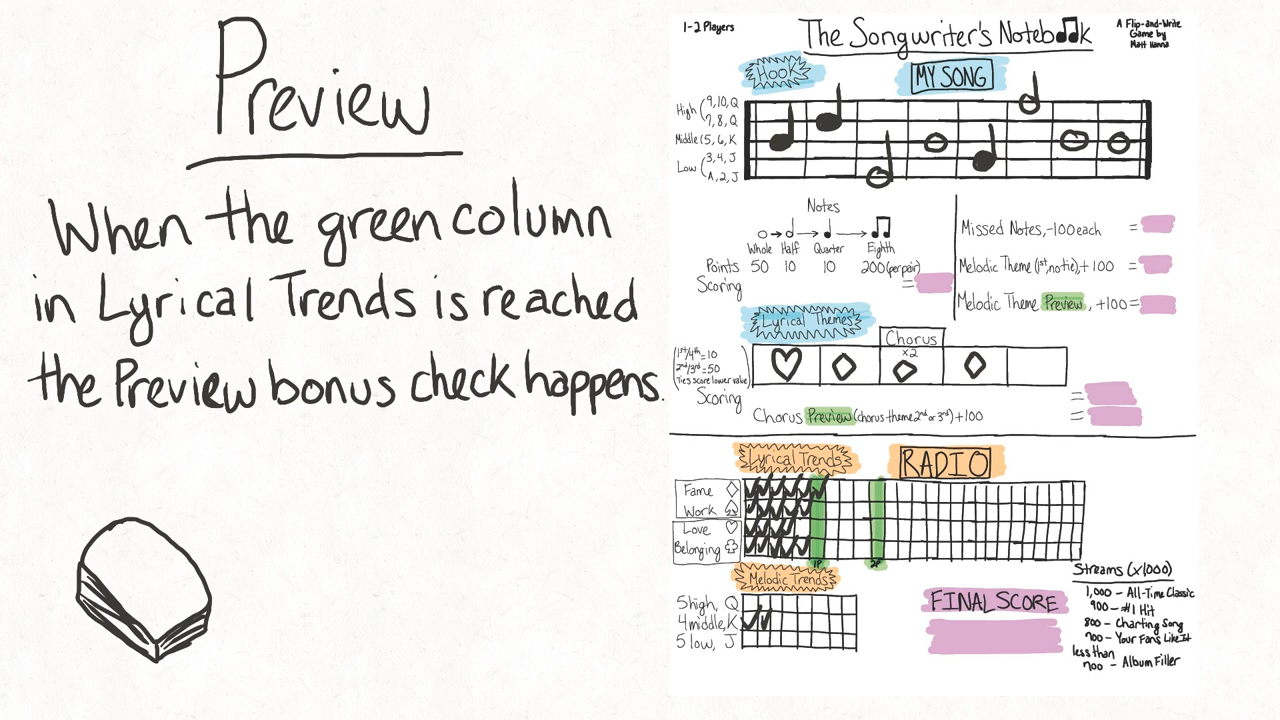 Preview
When the green column
in Lyrical Trends is reached
the Preview bonus check happens.
1-2 Players
The Songwriter's Notebook
A Flip-and-Write
Game by
Matt Hanna
Hook
MY SONG
High (9, 10, Q
7, 8, Q
Middle (5, 6, K
Low (3, 4, J
A, 2, J
Notes
Whole Half Quarter Eighth
Points 50 10 10 200 (per pair)
Scoring =
Missed Notes, -100 each =
Melodic Theme (1st, no tie) + 100 =
Melodic Theme Preview, +100 =
Lyrical Themes
Chorus
x2
1st/4th = 10
2nd/3rd = 50
(Ties score lower value)
Scoring =
Chorus Preview (chorus theme 2nd or 3rd) +100 =
Lyrical Trends
RADIO
Fame
Work
Love
Belonging
1P 2P
Melodic Trends
5 high, Q
4 middle, K
5 low, J
FINAL SCORE
Streams (x1000)
1,000 - All-Time Classic
900 - #1 Hit
800 - Charting Song
700 - Your Fans Like It
less than
700 - Album Filler